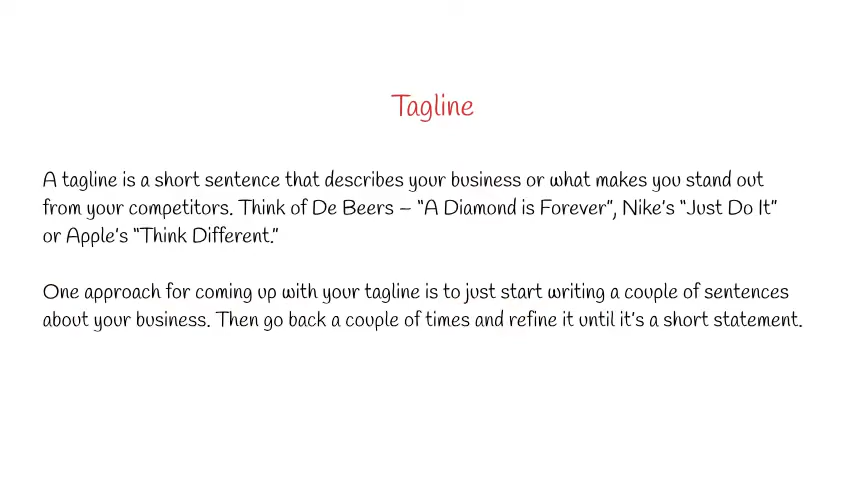 Tagline
A tagline is a short sentence that describes your business or what makes you stand out
from your competitors. Think of De Beers – “A Diamond is Forever”, Nike’s “Just Do It”
or Apple’s “Think Different.”
One approach for coming up with your tagline is to just start writing a couple of sentences
about your business. Then go back a couple of times and refine it until it’s a short statement.